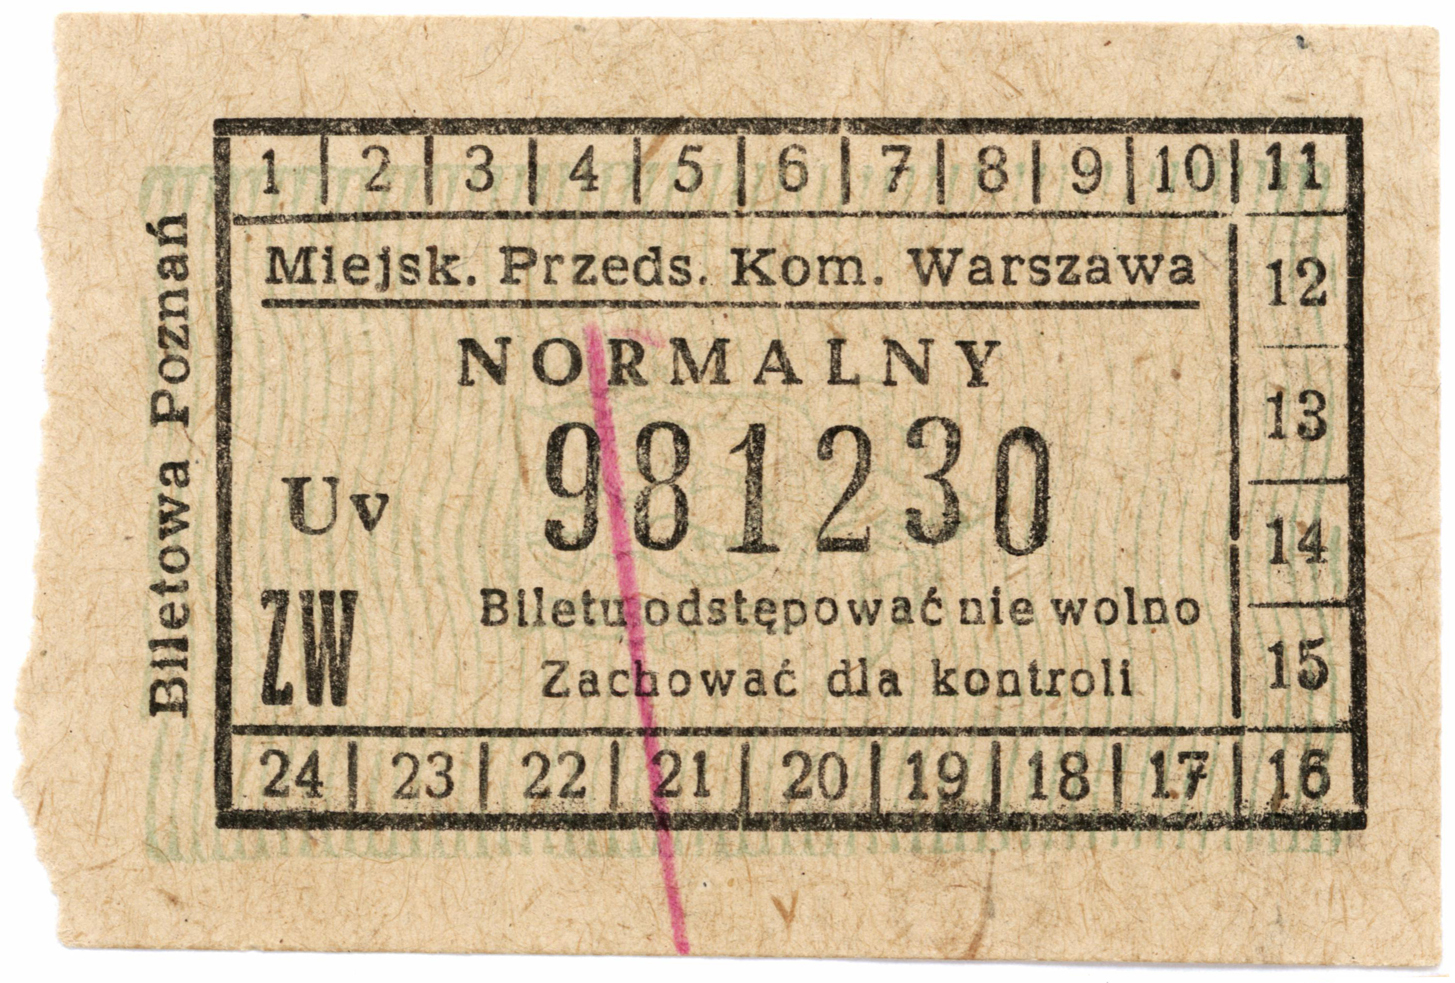 1 | 2 | 3 | 4 | 5 | 6 | 7 | 8 | 9 | 10 | 11
Miejsk. Przeds. Kom. Warszawa
12
NORMALNY
13
981230
Uv
14
Biletu odstępować nie wolno
ZW
Zachować dla kontroli
15
24 | 23 | 22 | 21 | 20 | 19 | 18 | 17 | 16
Biletowa Poznań